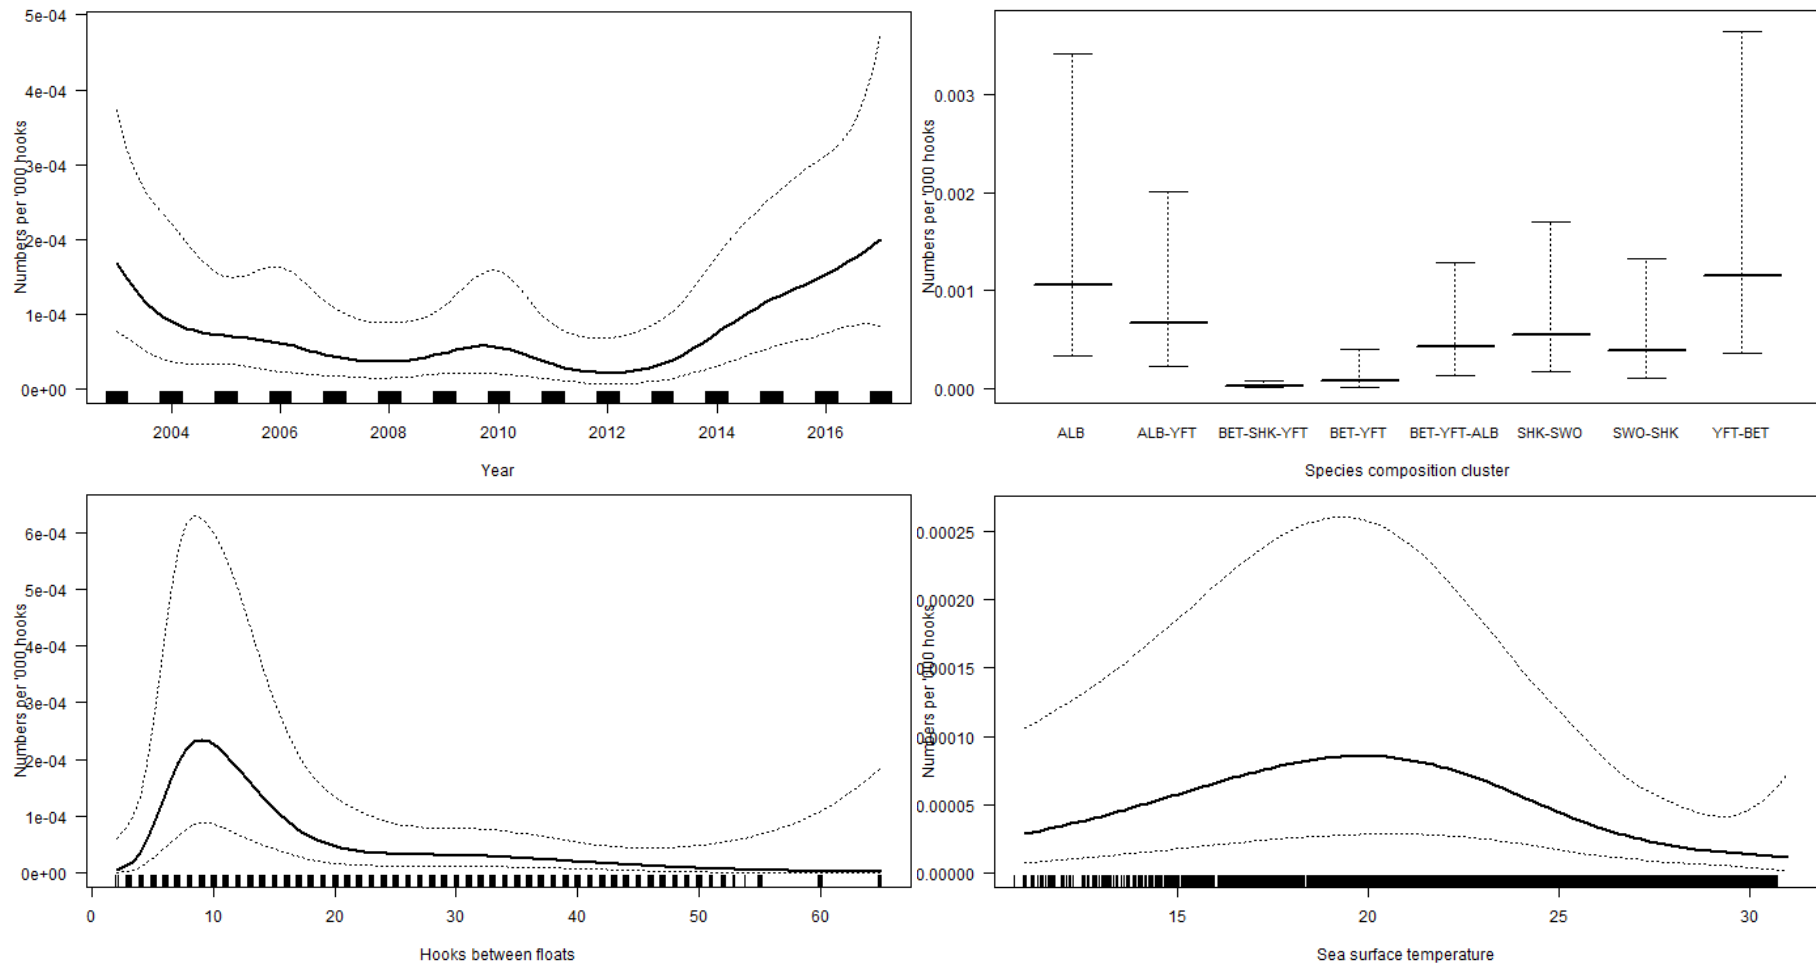 5e-04
4e-04
3e-04
2e-04
1e-04
0e+00
Numbers per '000 hooks
2004 2006 2008 2010 2012 2014 2016
Year
0.003
0.002
0.001
0.000
Numbers per '000 hooks
ALB ALB-YFT BET-SHK-YFT BET-YFT BET-YFT-ALB SHK-SWO SWO-SHK YFT-BET
Species composition cluster
6e-04
5e-04
4e-04
3e-04
2e-04
1e-04
0e+00
Numbers per '000 hooks
0 10 20 30 40 50 60
Hooks between floats
0.00025
0.00020
0.00015
0.00010
0.00005
0.00000
Numbers per '000 hooks
15 20 25 30
Sea surface temperature